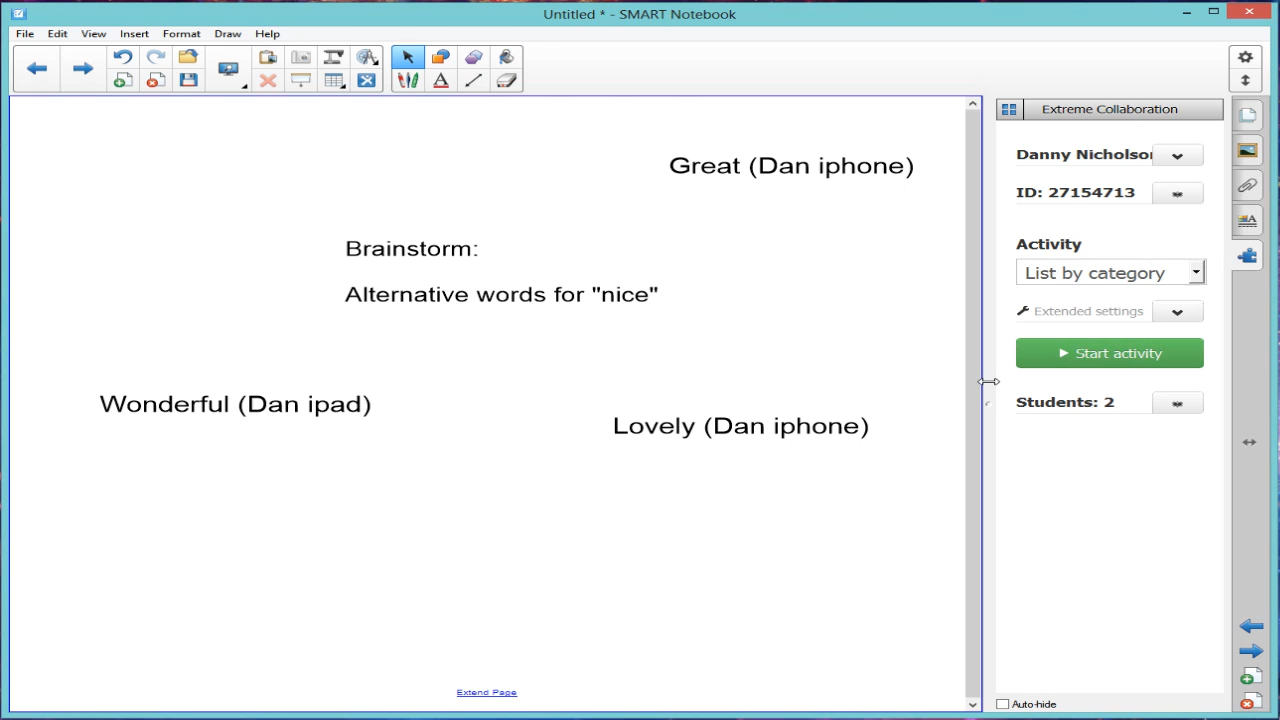 Untitled * - SMART Notebook
File Edit View Insert Format Draw Help
Extreme Collaboration
Great (Dan iphone)
Danny Nicholson
ID: 27154713
Brainstorm:
Activity
List by category
Alternative words for "nice"
Extended settings
Start activity
Wonderful (Dan ipad)
Students: 2
Lovely (Dan iphone)
Extend Page
Auto-hide